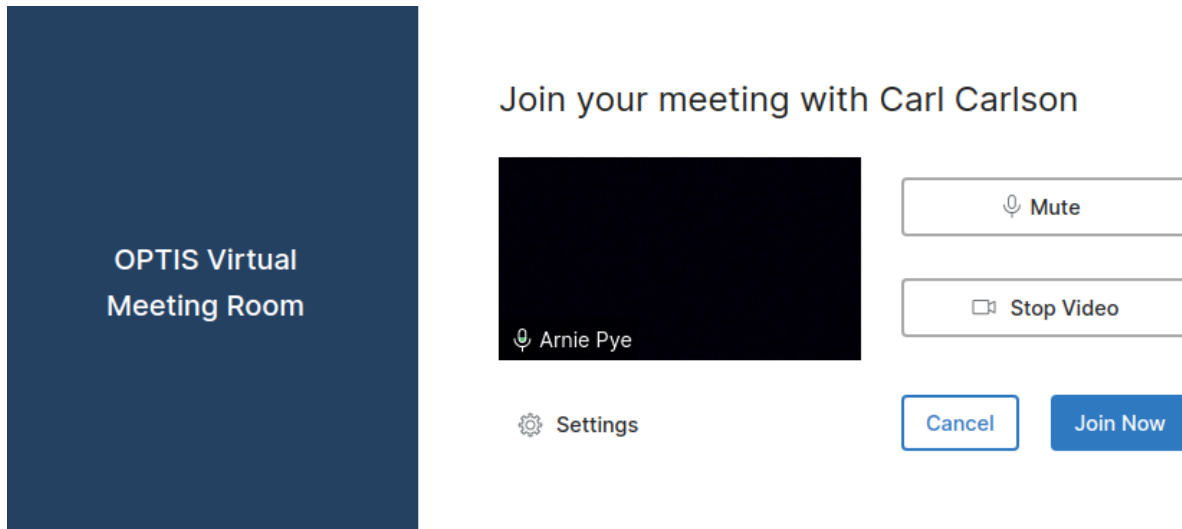 OPTIS Virtual
Meeting Room
Join your meeting with Carl Carlson
Arnie Pye
Mute
Stop Video
Settings
Cancel
Join Now